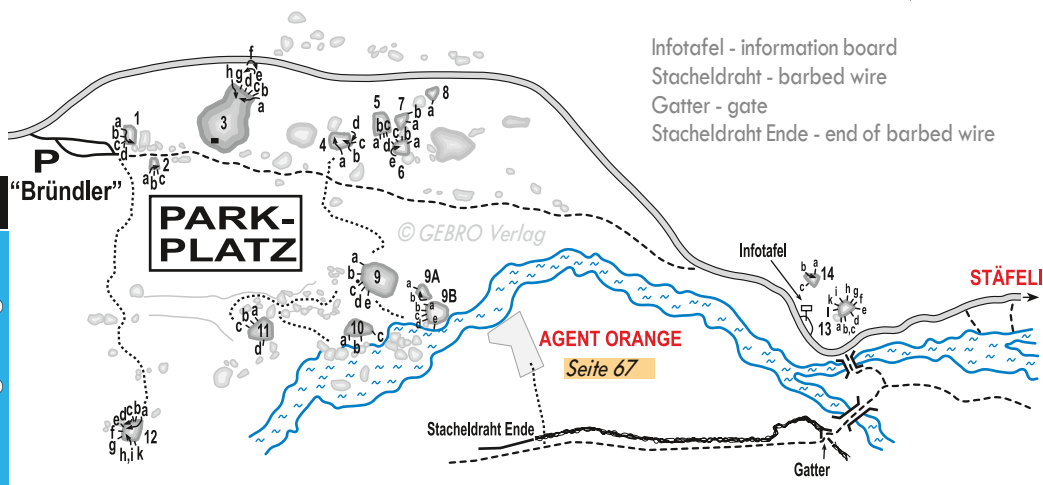 Infotafel - information board
Stacheldraht - barbed wire
Gatter - gate
Stacheldraht Ende - end of barbed wire
f
h g d e
c b
a
3
a 1
b
c
d
2
a b c
P
"Bründler"
PARK-
PLATZ
5
b c
a
7
b
a
8
b
a
4
d
c
b
a
c
b
a
d
e
6
© GEBRO Verlag
a
b
c
d e
9
9A
a
b
9B
b
c
a
a
e
10
a
b
c
11
a
b
c
d
12
e d c b a
f
g
h,i k
Infotafel
b a
c
14
13
i h g
k f
e
a b,c d
STÄFELI
AGENT ORANGE
Seite 67
Stacheldraht Ende
Gatter